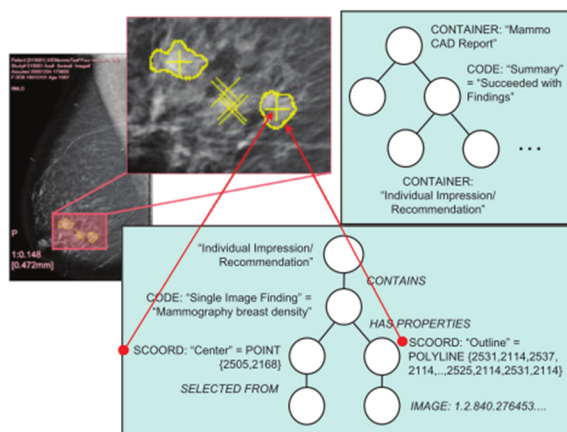 CONTAINER: “Mammo
CAD Report”
CODE: “Summary”
= “Succeeded with
Findings”
...
CONTAINER:
“Individual Impression/
Recommendation”
P
1:0.148
[0.472mm]
“Individual Impression/
Recommendation”
CONTAINS
CODE: “Single Image Finding” =
“Mammography breast density”
HAS PROPERTIES
SCOORD: “Center” = POINT
{2505,2168}
SCOORD: “Outline” =
POLYLINE {2531,2114,2537,
2114,..,2525,2114,2531,2114}
SELECTED FROM
IMAGE: 1.2.840.276453....